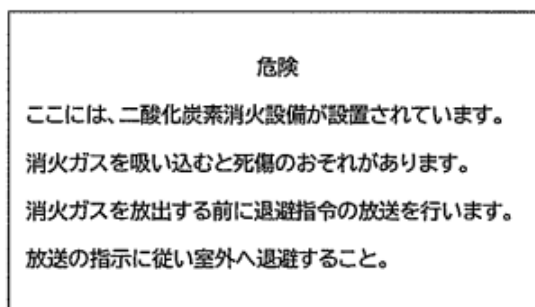 危険
ここには、二酸化炭素消火設備が設置されています。
消火ガスを吸い込むと死傷のおそれがあります。
消火ガスを放出する前に退避指令の放送を行います。
放送の指示に従い室外へ退避すること。